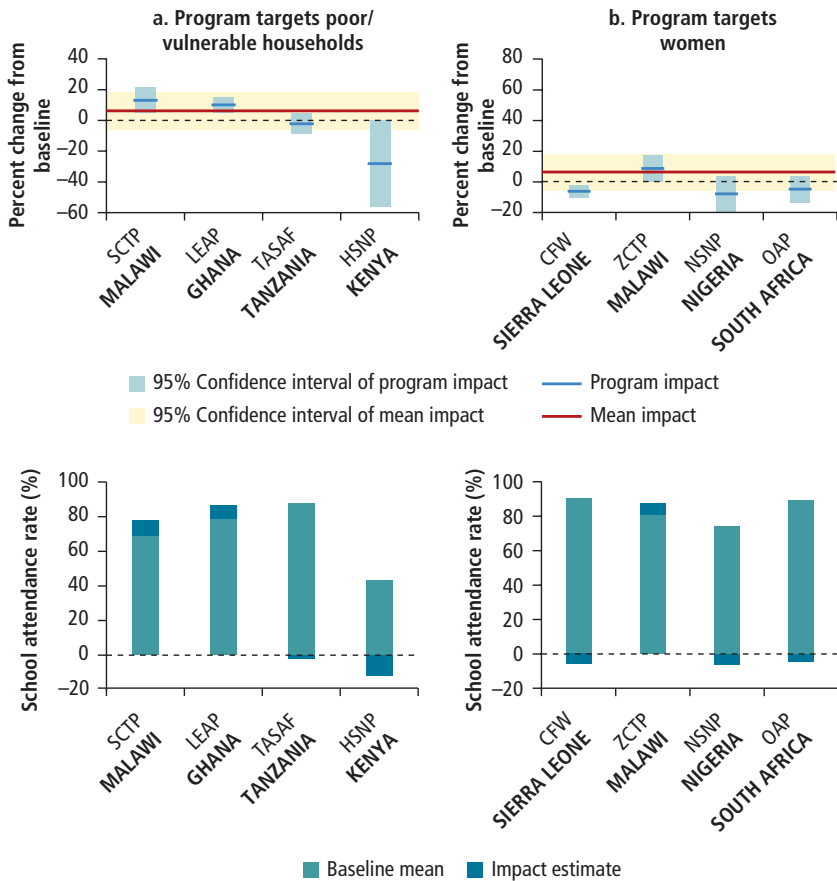 a. Program targets poor/
vulnerable households
Percent change from
baseline
40
20
0
−20
−40
−60
SCTP
MALAWI
LEAP
GHANA
TASAF
TANZANIA
HSNP
KENYA
b. Program targets
women
Percent change from
baseline
80
60
40
20
0
−20
CFW
SIERRA LEONE
ZCTP
MALAWI
NSNP
NIGERIA
OAP
SOUTH AFRICA
95% Confidence interval of program impact
Program impact
95% Confidence interval of mean impact
Mean impact
School attendance rate (%)
100
80
60
40
20
0
−20
SCTP
MALAWI
LEAP
GHANA
TASAF
TANZANIA
HSNP
KENYA
School attendance rate (%)
100
80
60
40
20
0
−20
CFW
SIERRA LEONE
ZCTP
MALAWI
NSNP
NIGERIA
OAP
SOUTH AFRICA
Baseline mean
Impact estimate